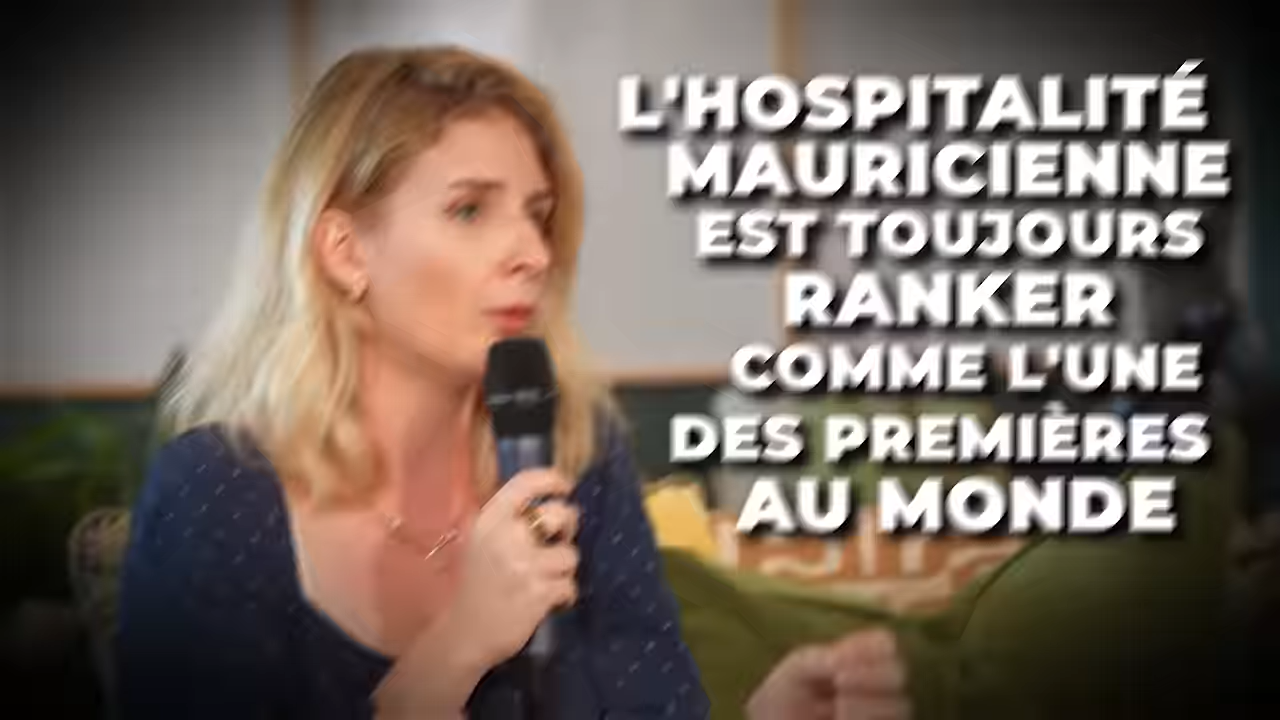 L'HOSPITALITÉ
MAURICIENNE
EST TOUJOURS
RANKER
COMME L'UNE
DES PREMIÈRES
AU MONDE